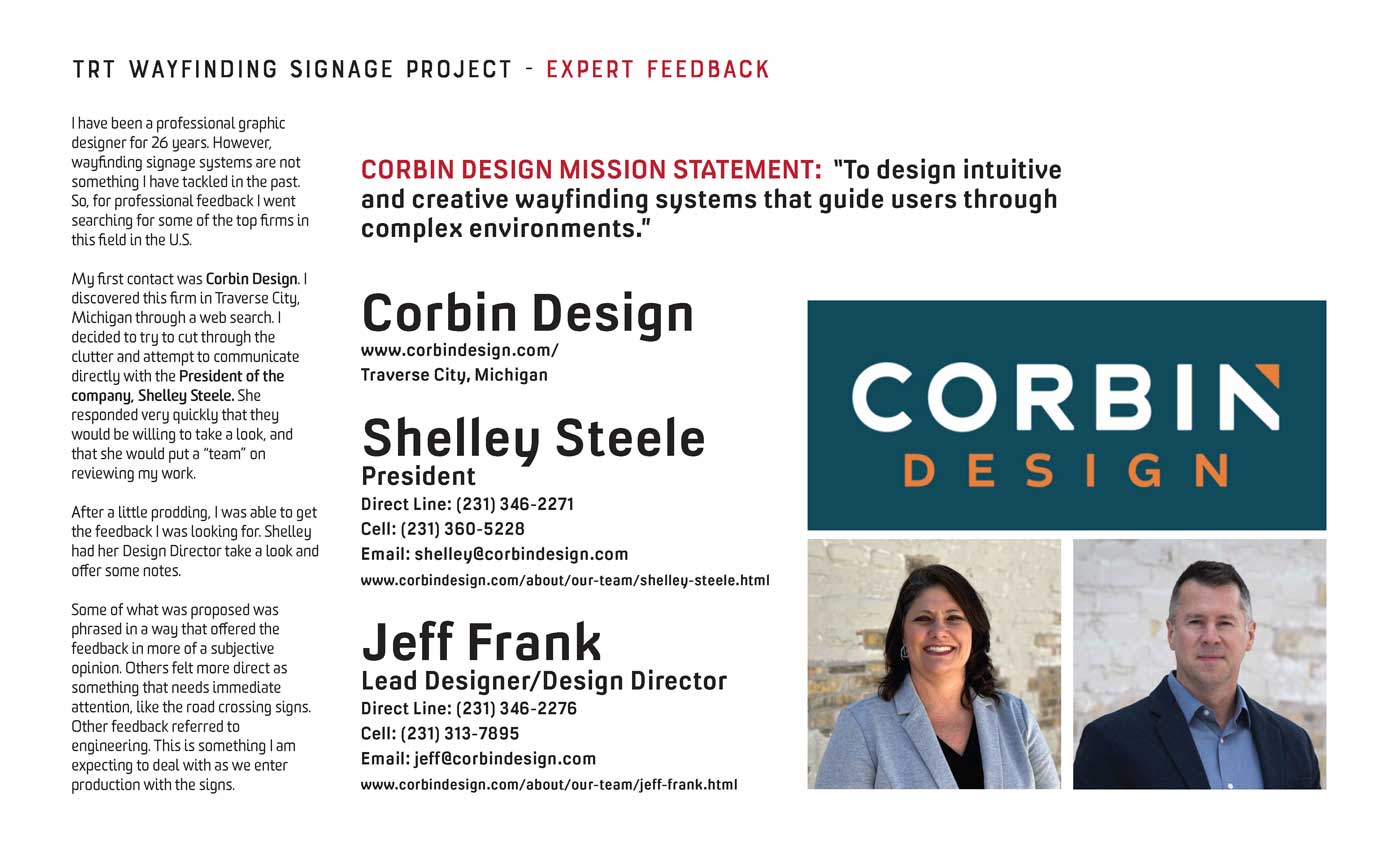 TRT WAYFINDING SIGNAGE PROJECT - EXPERT FEEDBACK
I have been a professional graphic
designer for 26 years. However,
wayfinding signage systems are not
something I have tackled in the past.
So, for professional feedback I went
searching for some of the top firms in
this field in the U.S.
My first contact was Corbin Design. I
discovered this firm in Traverse City,
Michigan through a web search. I
decided to try to cut through the
clutter and attempt to communicate
directly with the President of the
company, Shelley Steele. She
responded very quickly that they
would be willing to take a look, and
that she would put a “team” on
reviewing my work.
After a little prodding, I was able to get
the feedback I was looking for. Shelley
had her Design Director take a look and
offer some notes.
Some of what was proposed was
phrased in a way that offered the
feedback in more of a subjective
opinion. Others felt more direct as
something that needs immediate
attention, like the road crossing signs.
Other feedback referred to
engineering. This is something I am
expecting to deal with as we enter
production with the signs.
CORBIN DESIGN MISSION STATEMENT: "To design intuitive
and creative wayfinding systems that guide users through
complex environments."
Corbin Design
www.corbindesign.com/
Traverse City, Michigan
Shelley Steele
President
Direct Line: (231) 346-2271
Cell: (231) 360-5228
Email: shelley@corbindesign.com
www.corbindesign.com/about/our-team/shelley-steele.html
Jeff Frank
Lead Designer/Design Director
Direct Line: (231) 346-2276
Cell: (231) 313-7895
Email: jeff@corbindesign.com
www.corbindesign.com/about/our-team/jeff-frank.html
CORBIN
DESIGN